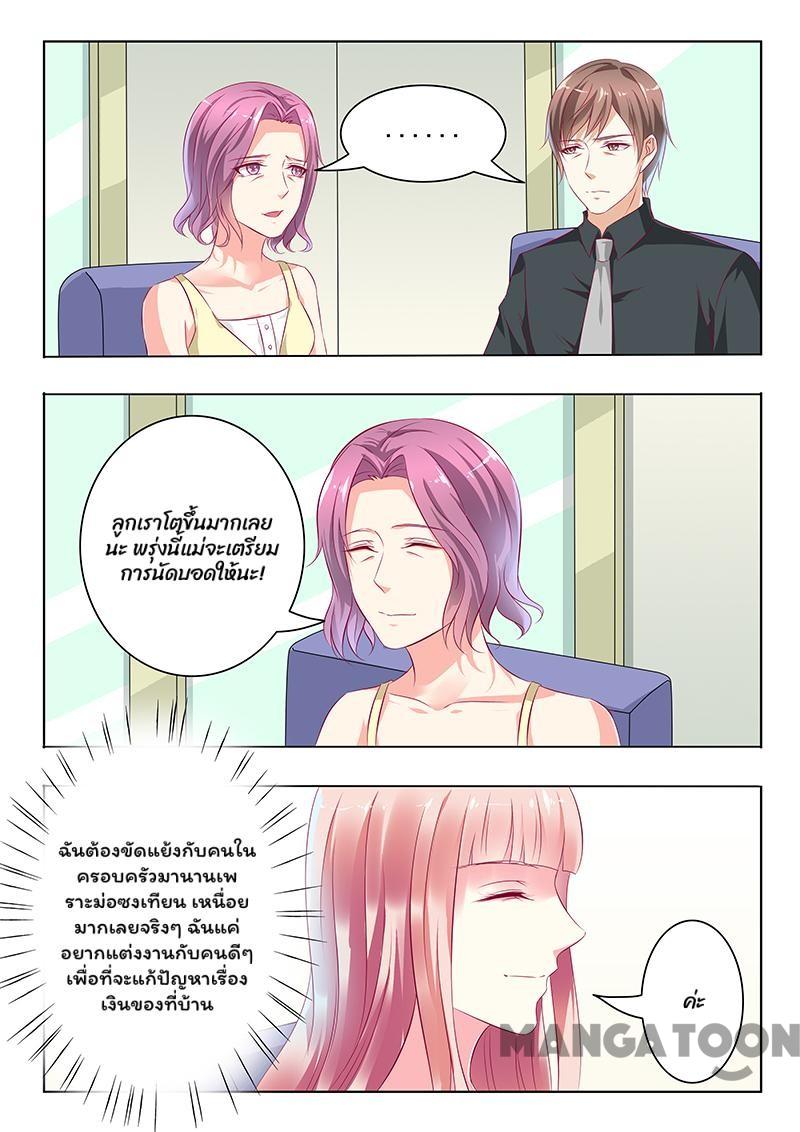 ......
ลูกเราโตขึ้นมากเลย
นะ พรุ่งนี้แม่จะเตรียม
การนัดบอดให้นะ!
ฉันต้องขัดแย้งกับคนใน
ครอบครัวมานานเพ
ราะม่อซงเทียน เหนื่อย
มากเลยจริงๆ ฉันแค่
อยากแต่งงานกับคนดีๆ
เพื่อที่จะแก้ปัญหาเรื่อง
เงินของที่บ้าน
ค่ะ
MANGATOON